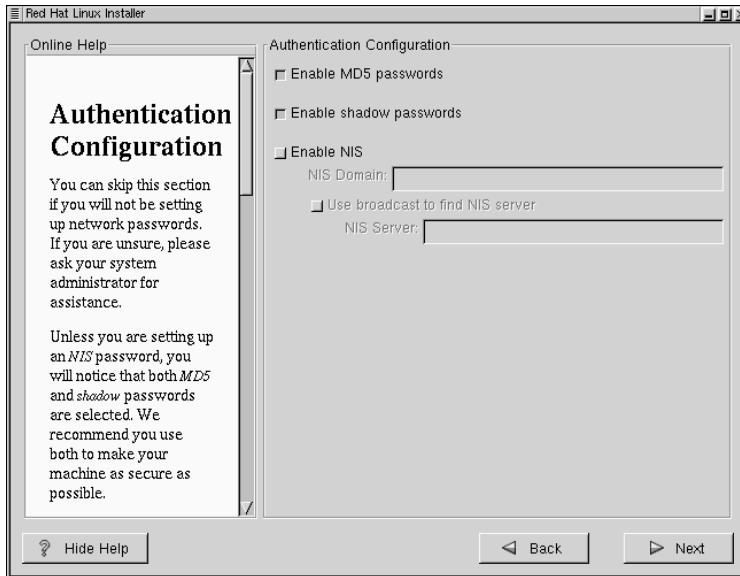 Red Hat Linux Installer
Online Help
Authentication
Configuration
You can skip this section
if you will not be setting
up network passwords.
If you are unsure, please
ask your system
administrator for
assistance.
Unless you are setting up
an NIS password, you
will notice that both MD5
and shadow passwords
are selected. We
recommend you use
both to make your
machine as secure as
possible.
Authentication Configuration
Enable MD5 passwords
Enable shadow passwords
Enable NIS
NIS Domain:
Use broadcast to find NIS server
NIS Server:
Hide Help
Back
Next